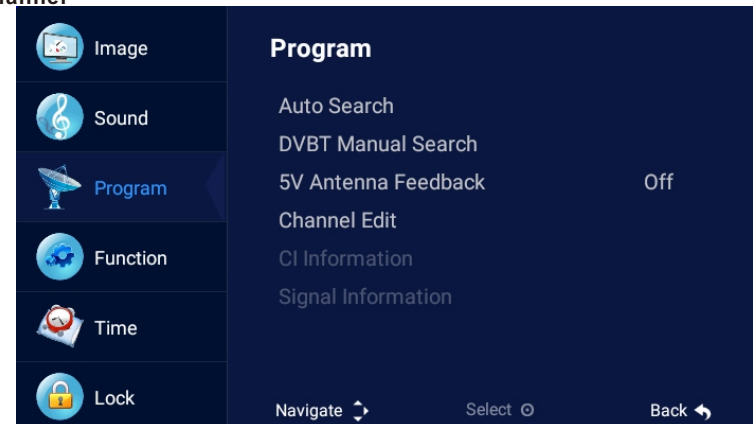 Image
Sound
Program
Function
Time
Lock
Program
Auto Search
DVBT Manual Search
5V Antenna Feedback Off
Channel Edit
CI Information
Signal Information
Navigate Select Back